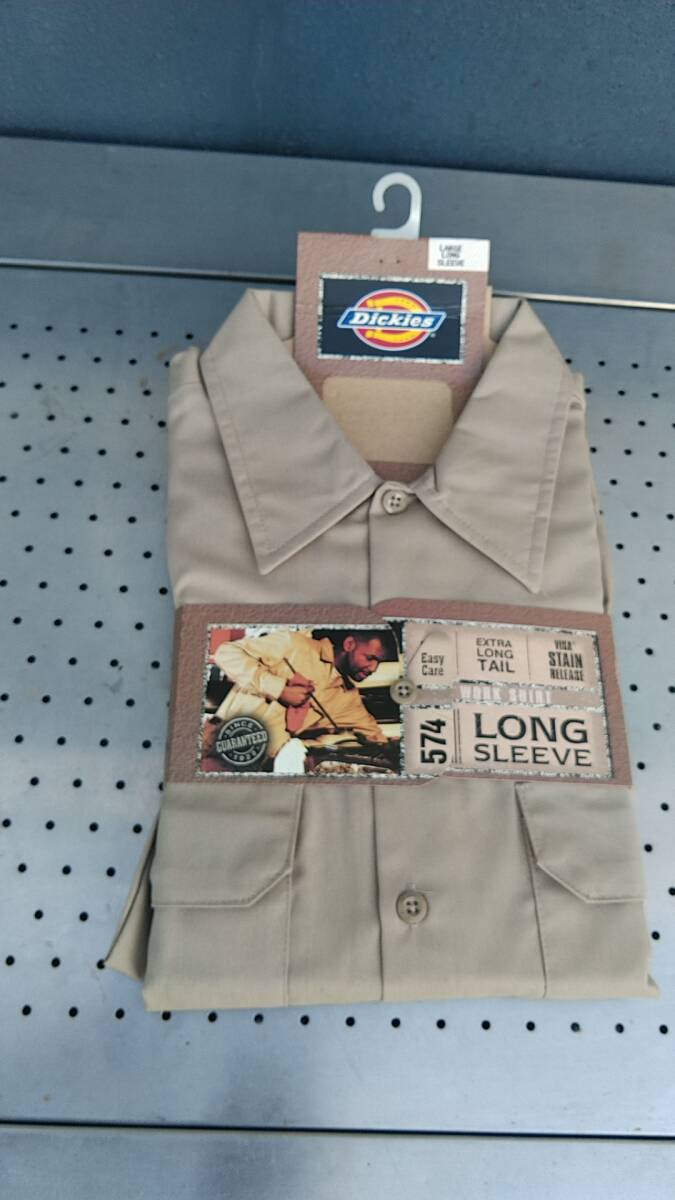 LARGE
LONG
SLEEVE
Dickies
®
Easy
Care
EXTRA
LONG
TAIL
VISA®
STAIN
RELEASE
WORK SHIRT
574
LONG
SLEEVE
SINCE
GUARANTEED
1922